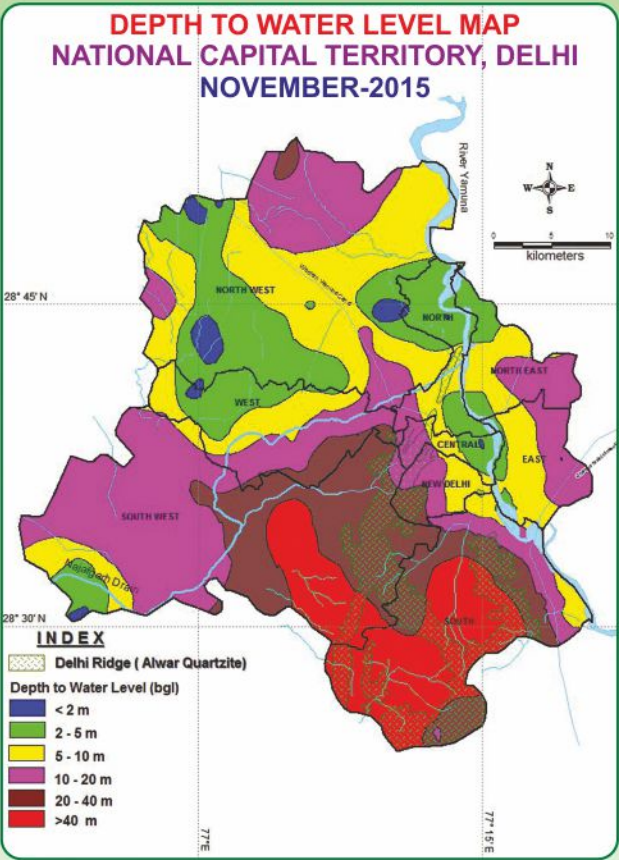 DEPTH TO WATER LEVEL MAP
NATIONAL CAPITAL TERRITORY, DELHI
NOVEMBER-2015
River Yamuna
N
W E
S
0 5 10
kilometers
28° 45' N
NORTH WEST
NORTH
NORTH EAST
WEST
CENTRAL
EAST
NEW DELHI
SOUTH WEST
Najafgarh Drain
SOUTH
28° 30' N
INDEX
Delhi Ridge ( Alwar Quartzite)
Depth to Water Level (bgl)
< 2 m
2 - 5 m
5 - 10 m
10 - 20 m
20 - 40 m
>40 m
77°E
77° 15'E